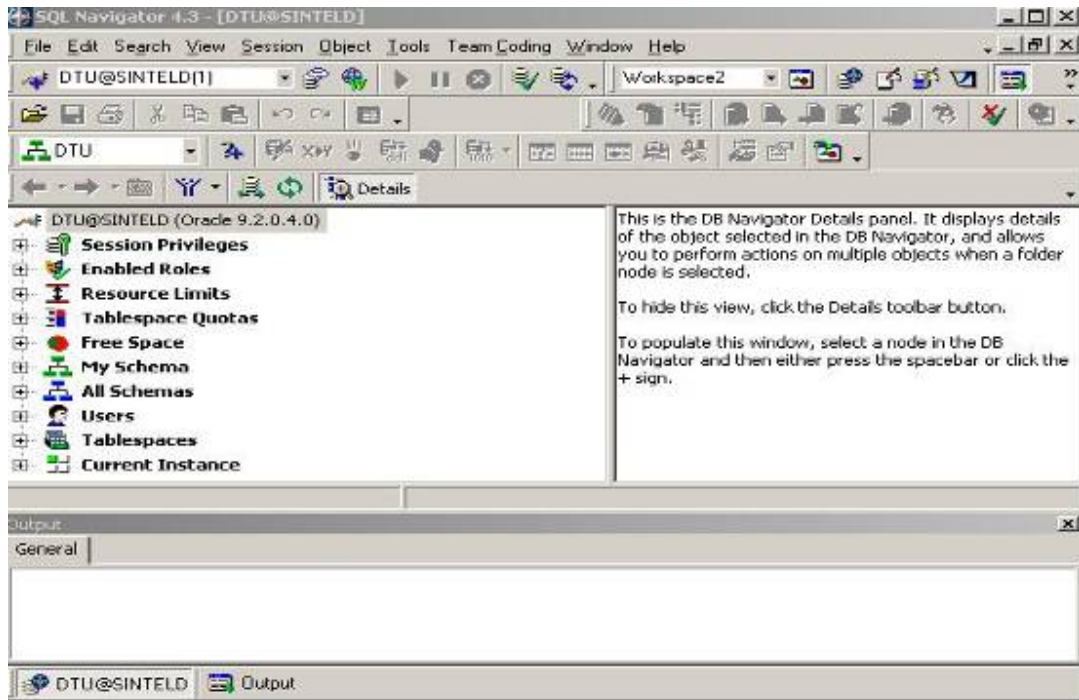 SQL Navigator 4.3 - [DTU@SINTELD]
File Edit Search View Session Object Tools Team Coding Window Help
DTU@SINTELD(1) Workspace2
DTU
Details
DTU@SINTELD (Oracle 9.2.0.4.0)
Session Privileges
Enabled Roles
Resource Limits
Tablespace Quotas
Free Space
My Schema
All Schemas
Users
Tablespaces
Current Instance
This is the DB Navigator Details panel. It displays details
of the object selected in the DB Navigator, and allows
you to perform actions on multiple objects when a folder
node is selected.
To hide this view, click the Details toolbar button.
To populate this window, select a node in the DB
Navigator and then either press the spacebar or click the
+ sign.
Output
General
DTU@SINTELD Output